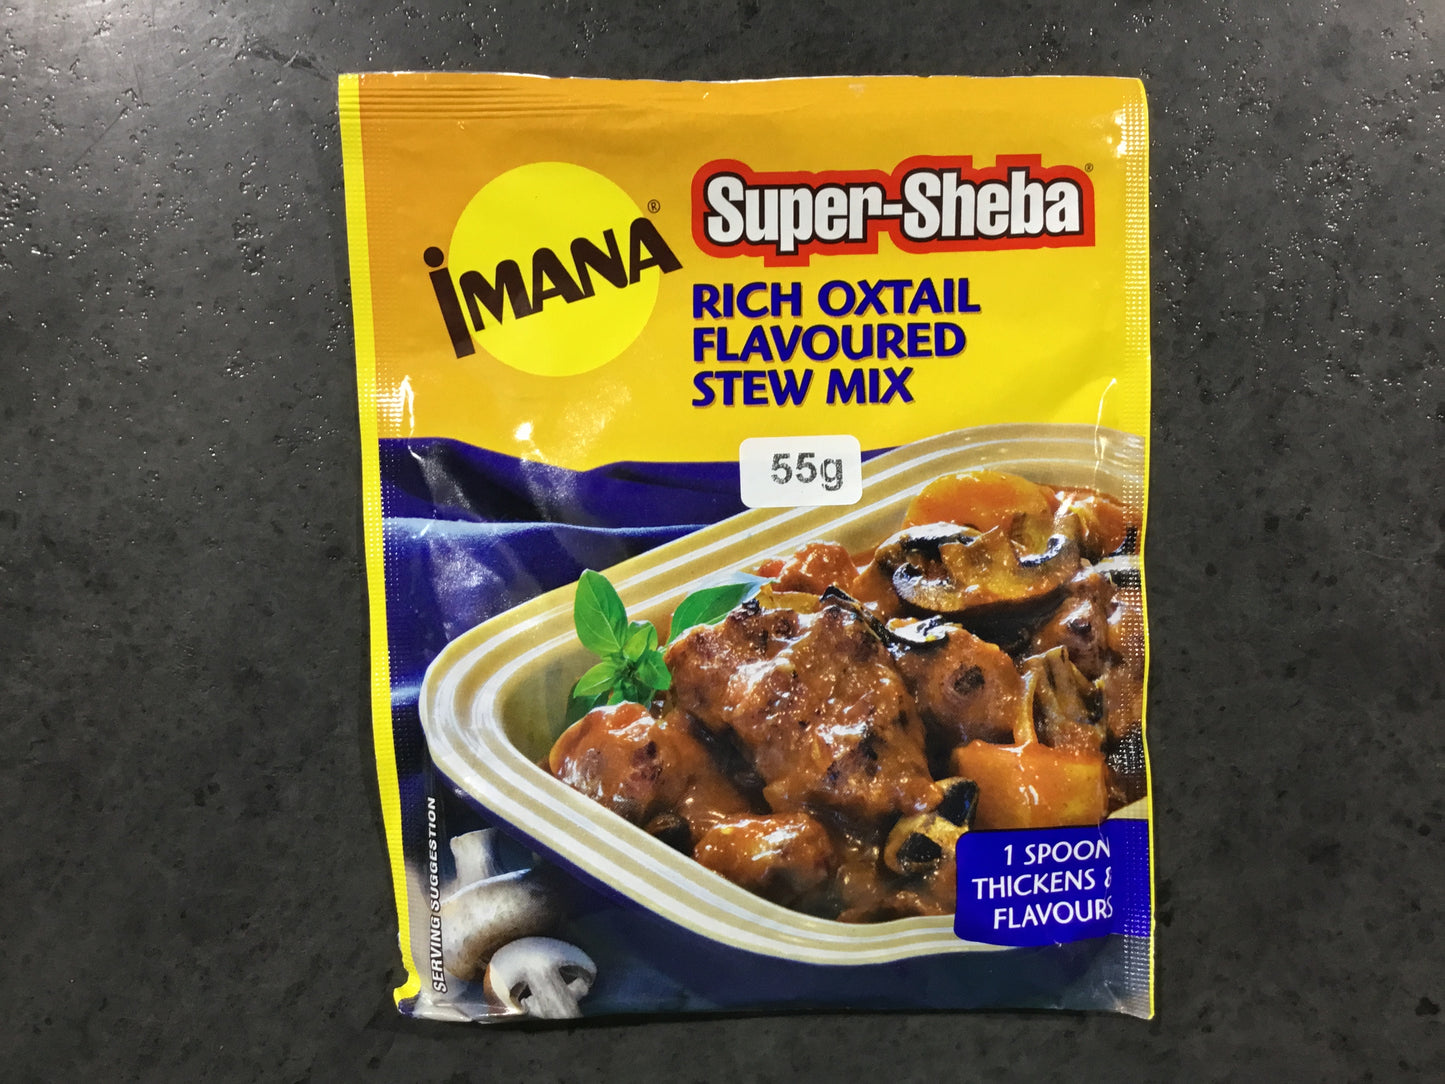 iMANA®
Super-Sheba®
RICH OXTAIL
FLAVOURED
STEW MIX
55g
1 SPOON
THICKENS &
FLAVOURS
SERVING SUGGESTION